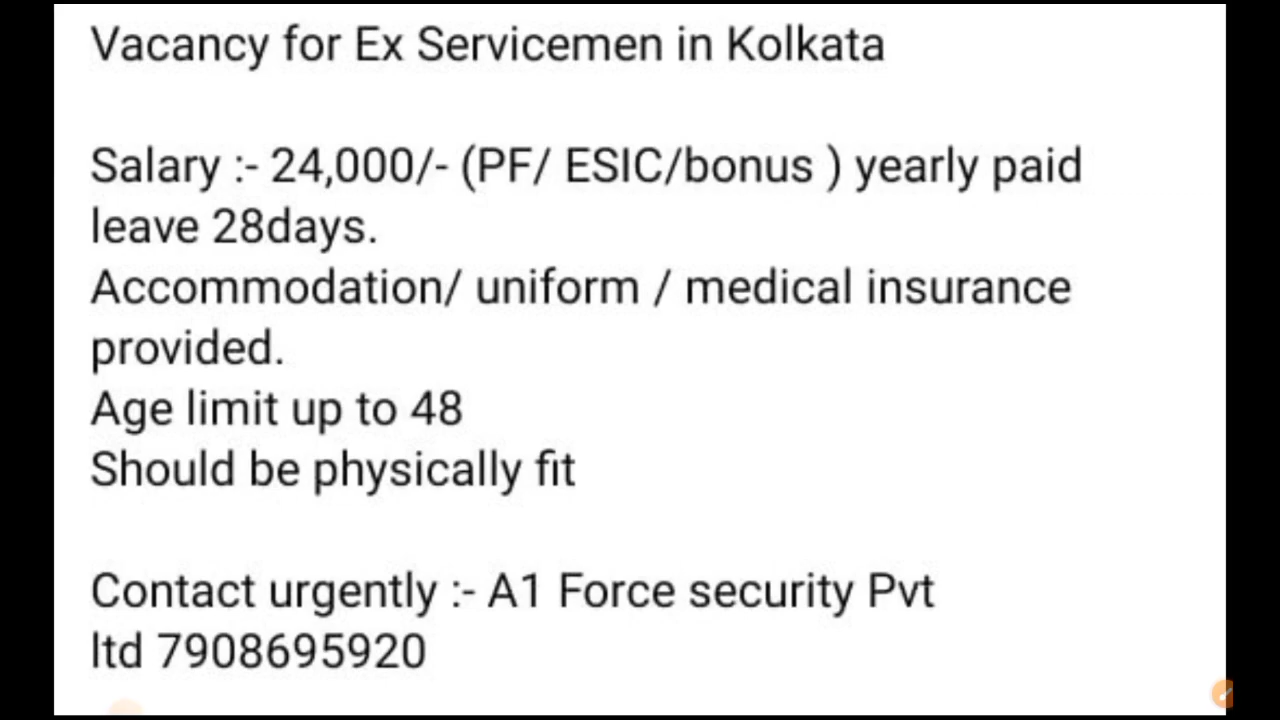 Vacancy for Ex Servicemen in Kolkata
Salary :- 24,000/- (PF/ ESIC/bonus ) yearly paid
leave 28days.
Accommodation/ uniform / medical insurance
provided.
Age limit up to 48
Should be physically fit
Contact urgently :- A1 Force security Pvt
ltd 7908695920